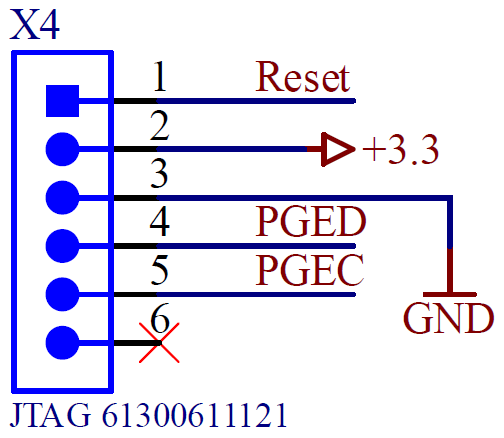 X4
1 Reset
2 +3.3
3
4 PGED
5 PGEC
6
GND
JTAG 61300611121